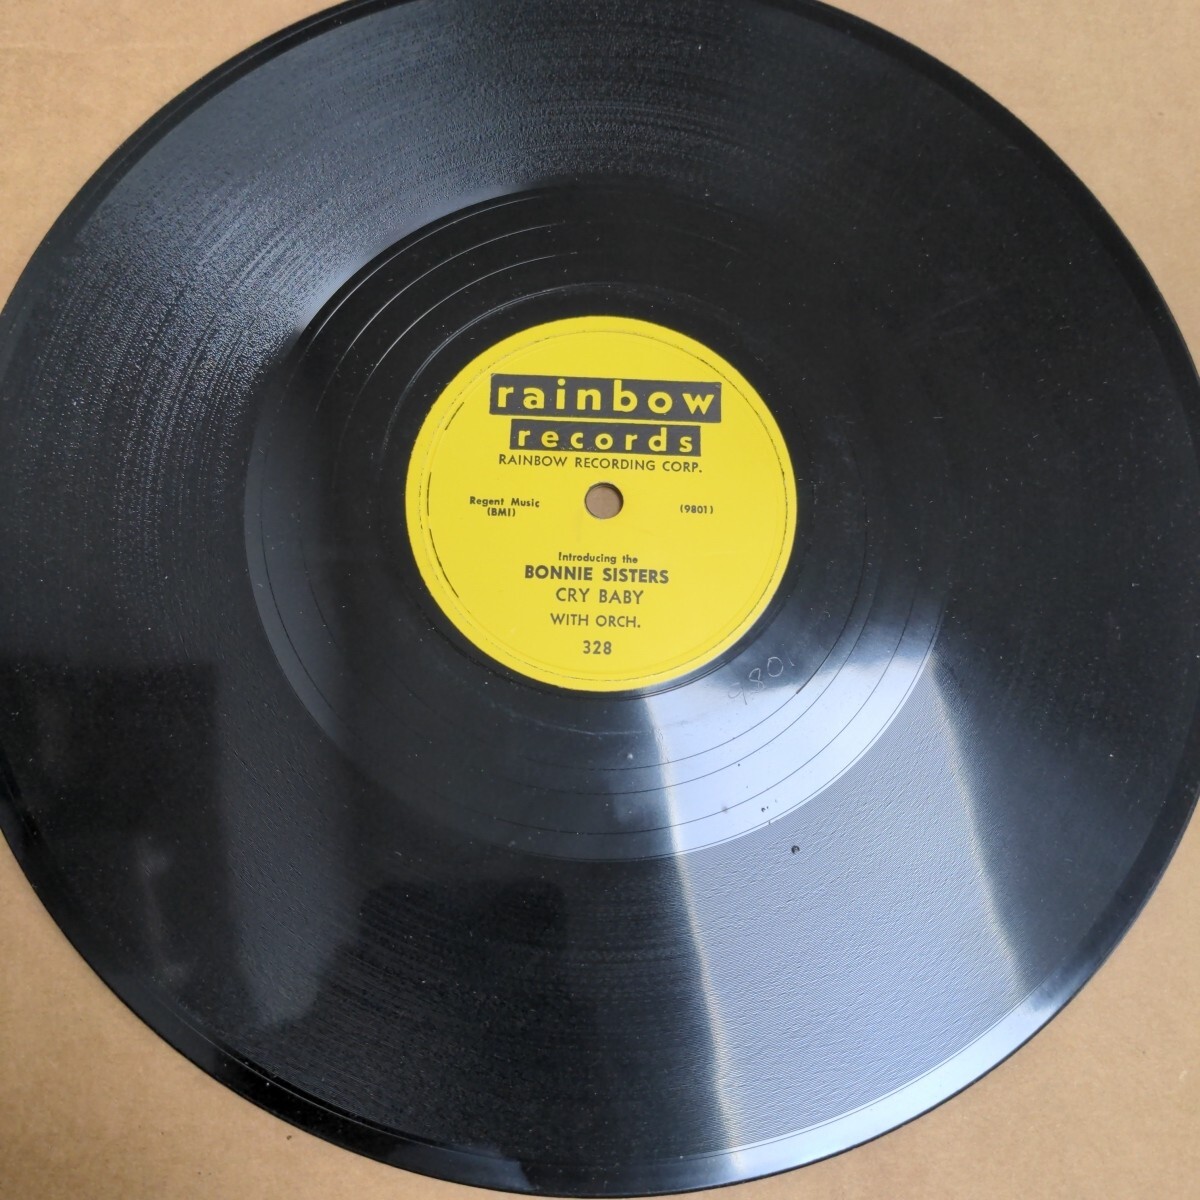 rainbow
records
RAINBOW RECORDING CORP.
Regent Music
(BMI)
(9801)
Introducing the
BONNIE SISTERS
CRY BABY
WITH ORCH.
328
9801